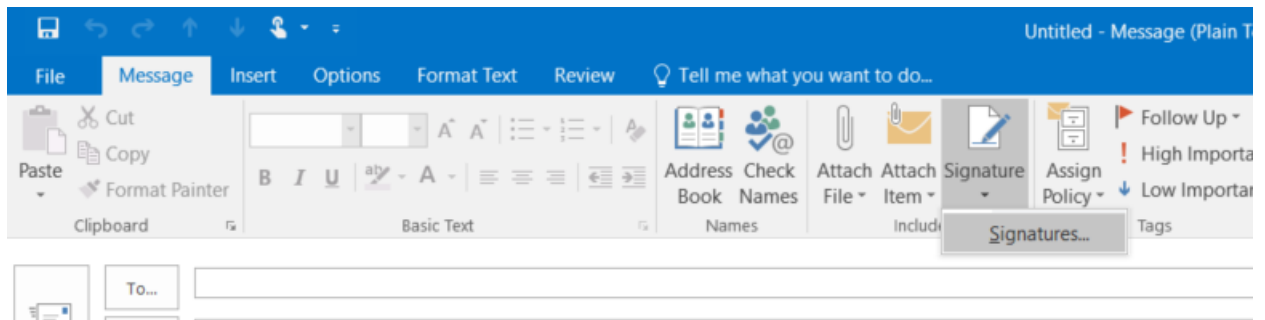 Untitled - Message (Plain T
File Message Insert Options Format Text Review Tell me what you want to do...
Cut
Copy
Format Painter
Paste
Clipboard
B I U
A
Basic Text
Address Book
Check Names
Names
Attach File
Attach Item
Signature
Includ
Signatures...
Assign Policy
Follow Up
! High Importa
Low Importan
Tags
To...